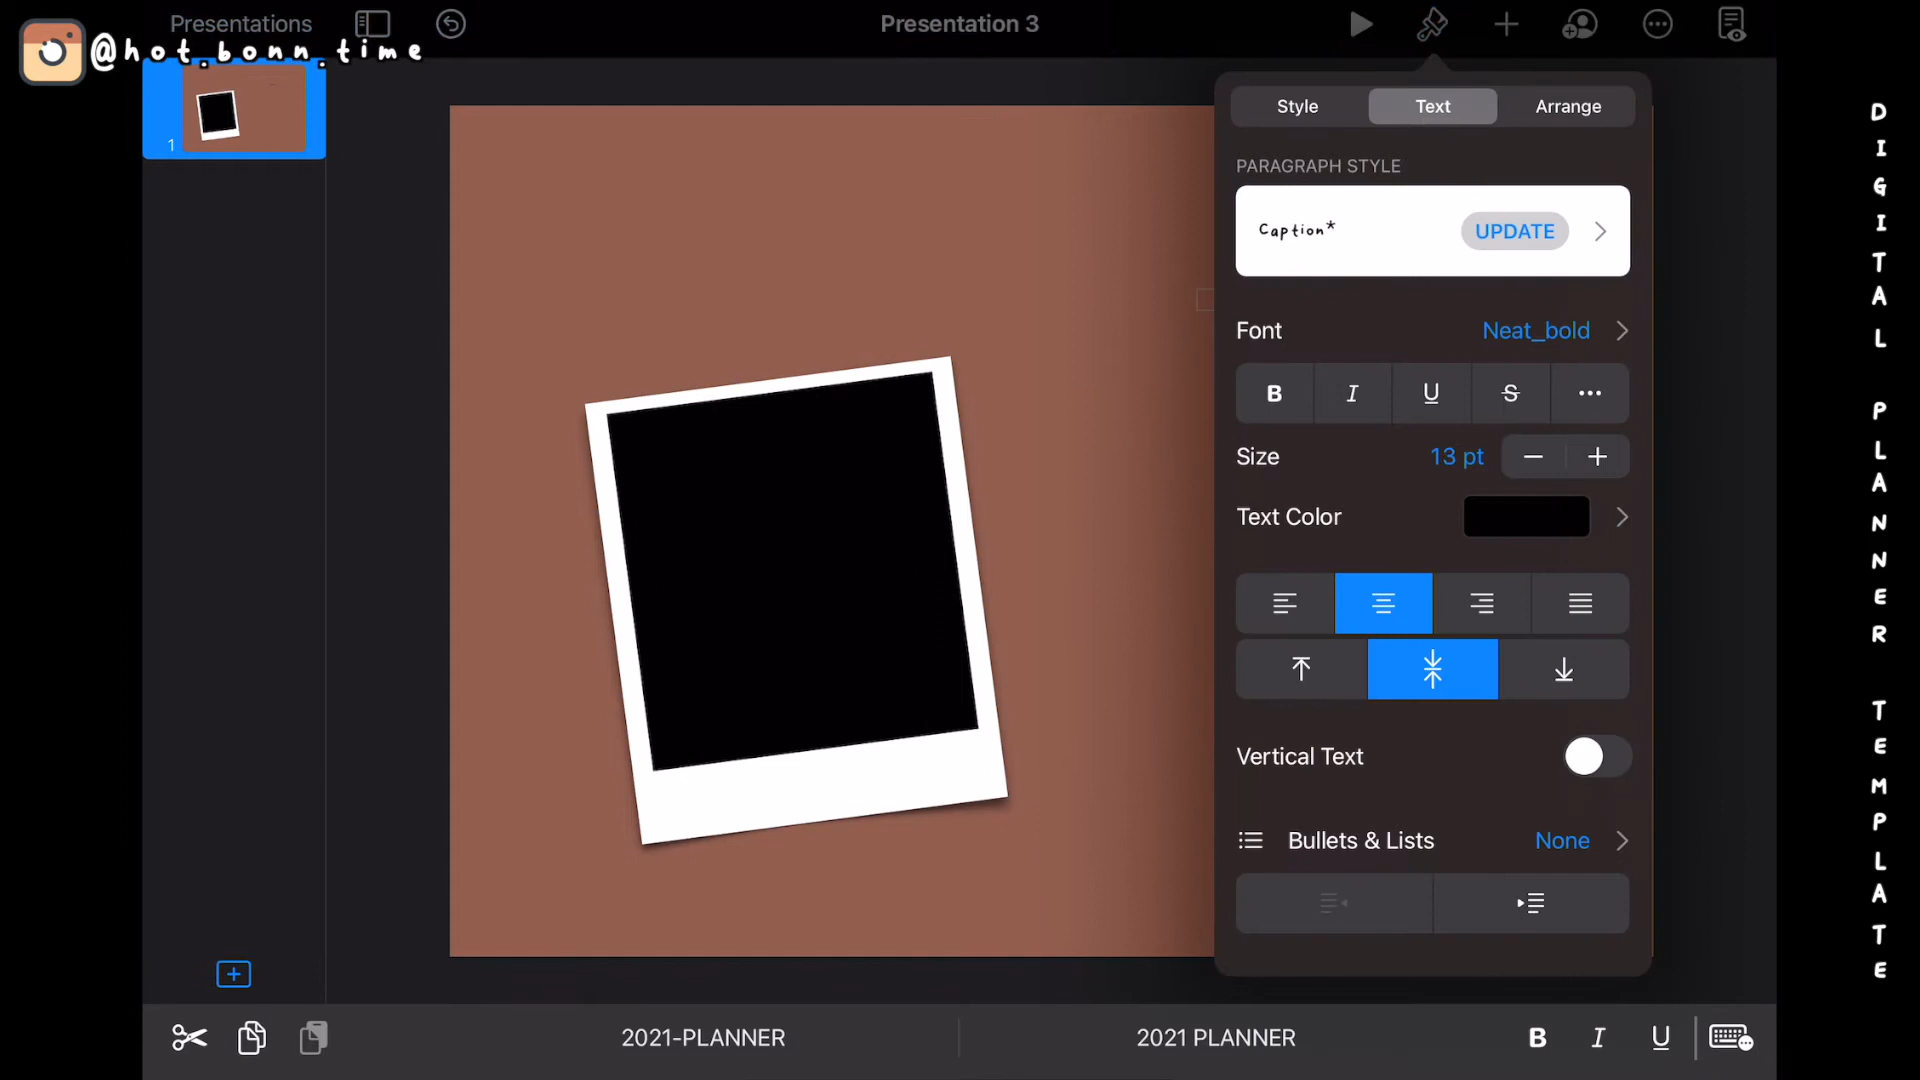 Presentations
Presentation 3
@hot.bonn.time
1
Style
Text
Arrange
PARAGRAPH STYLE
Caption*
UPDATE
Font
Neat_bold
B
I
U
S
Size
13 pt
Text Color
Vertical Text
Bullets & Lists
None
2021-PLANNER
2021 PLANNER
B
I
U
DIGITAL PLANNER TEMPLATE